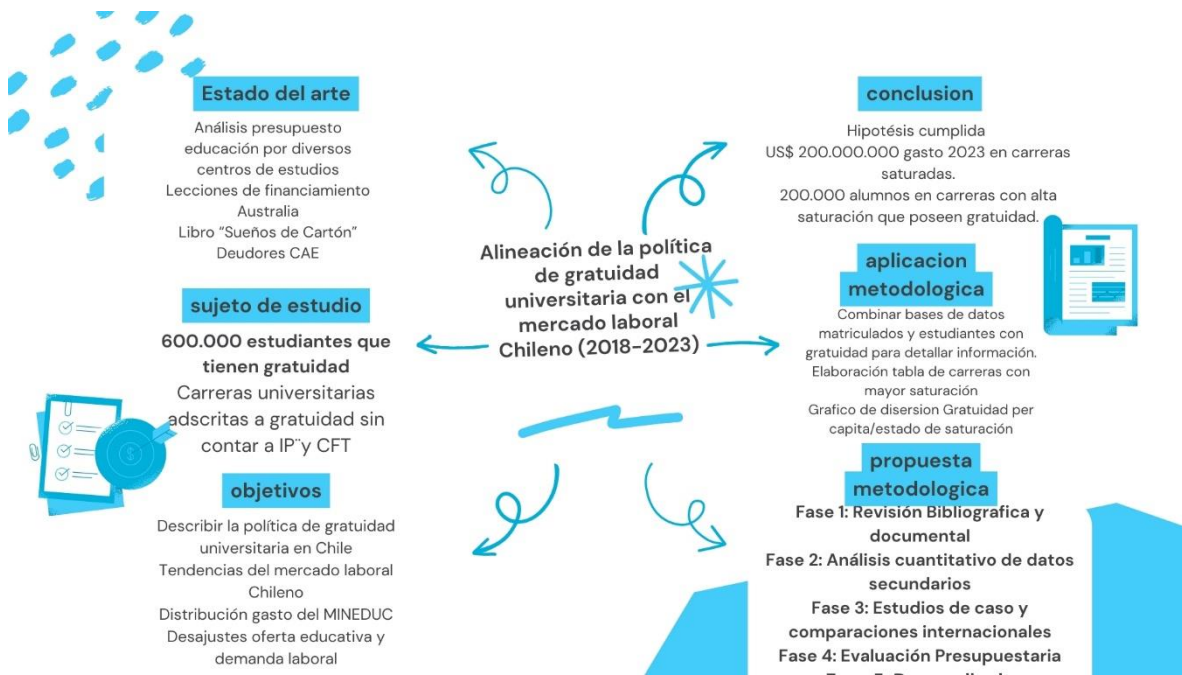 Estado del arte
Análisis presupuesto
educación por diversos
centros de estudios
Lecciones de financiamiento
Australia
Libro “Sueños de Cartón”
Deudores CAE
sujeto de estudio
600.000 estudiantes que
tienen gratuidad
Carreras universitarias
adscritas a gratuidad sin
contar a IP¨y CFT
objetivos
Describir la política de gratuidad
universitaria en Chile
Tendencias del mercado laboral
Chileno
Distribución gasto del MINEDUC
Desajustes oferta educativa y
demanda laboral
Alineación de la política
de gratuidad
universitaria con el
mercado laboral
Chileno (2018-2023)
conclusion
Hipotésis cumplida
US$ 200.000.000 gasto 2023 en carreras
saturadas.
200.000 alumnos en carreras con alta
saturación que poseen gratuidad.
aplicacion
metodologica
Combinar bases de datos
matriculados y estudiantes con
gratuidad para detallar información.
Elaboración tabla de carreras con
mayor saturación
Grafico de disersion Gratuidad per
capita/estado de saturación
propuesta
metodologica
Fase 1: Revisión Bibliografica y
documental
Fase 2: Análisis cuantitativo de datos
secundarios
Fase 3: Estudios de caso y
comparaciones internacionales
Fase 4: Evaluación Presupuestaria